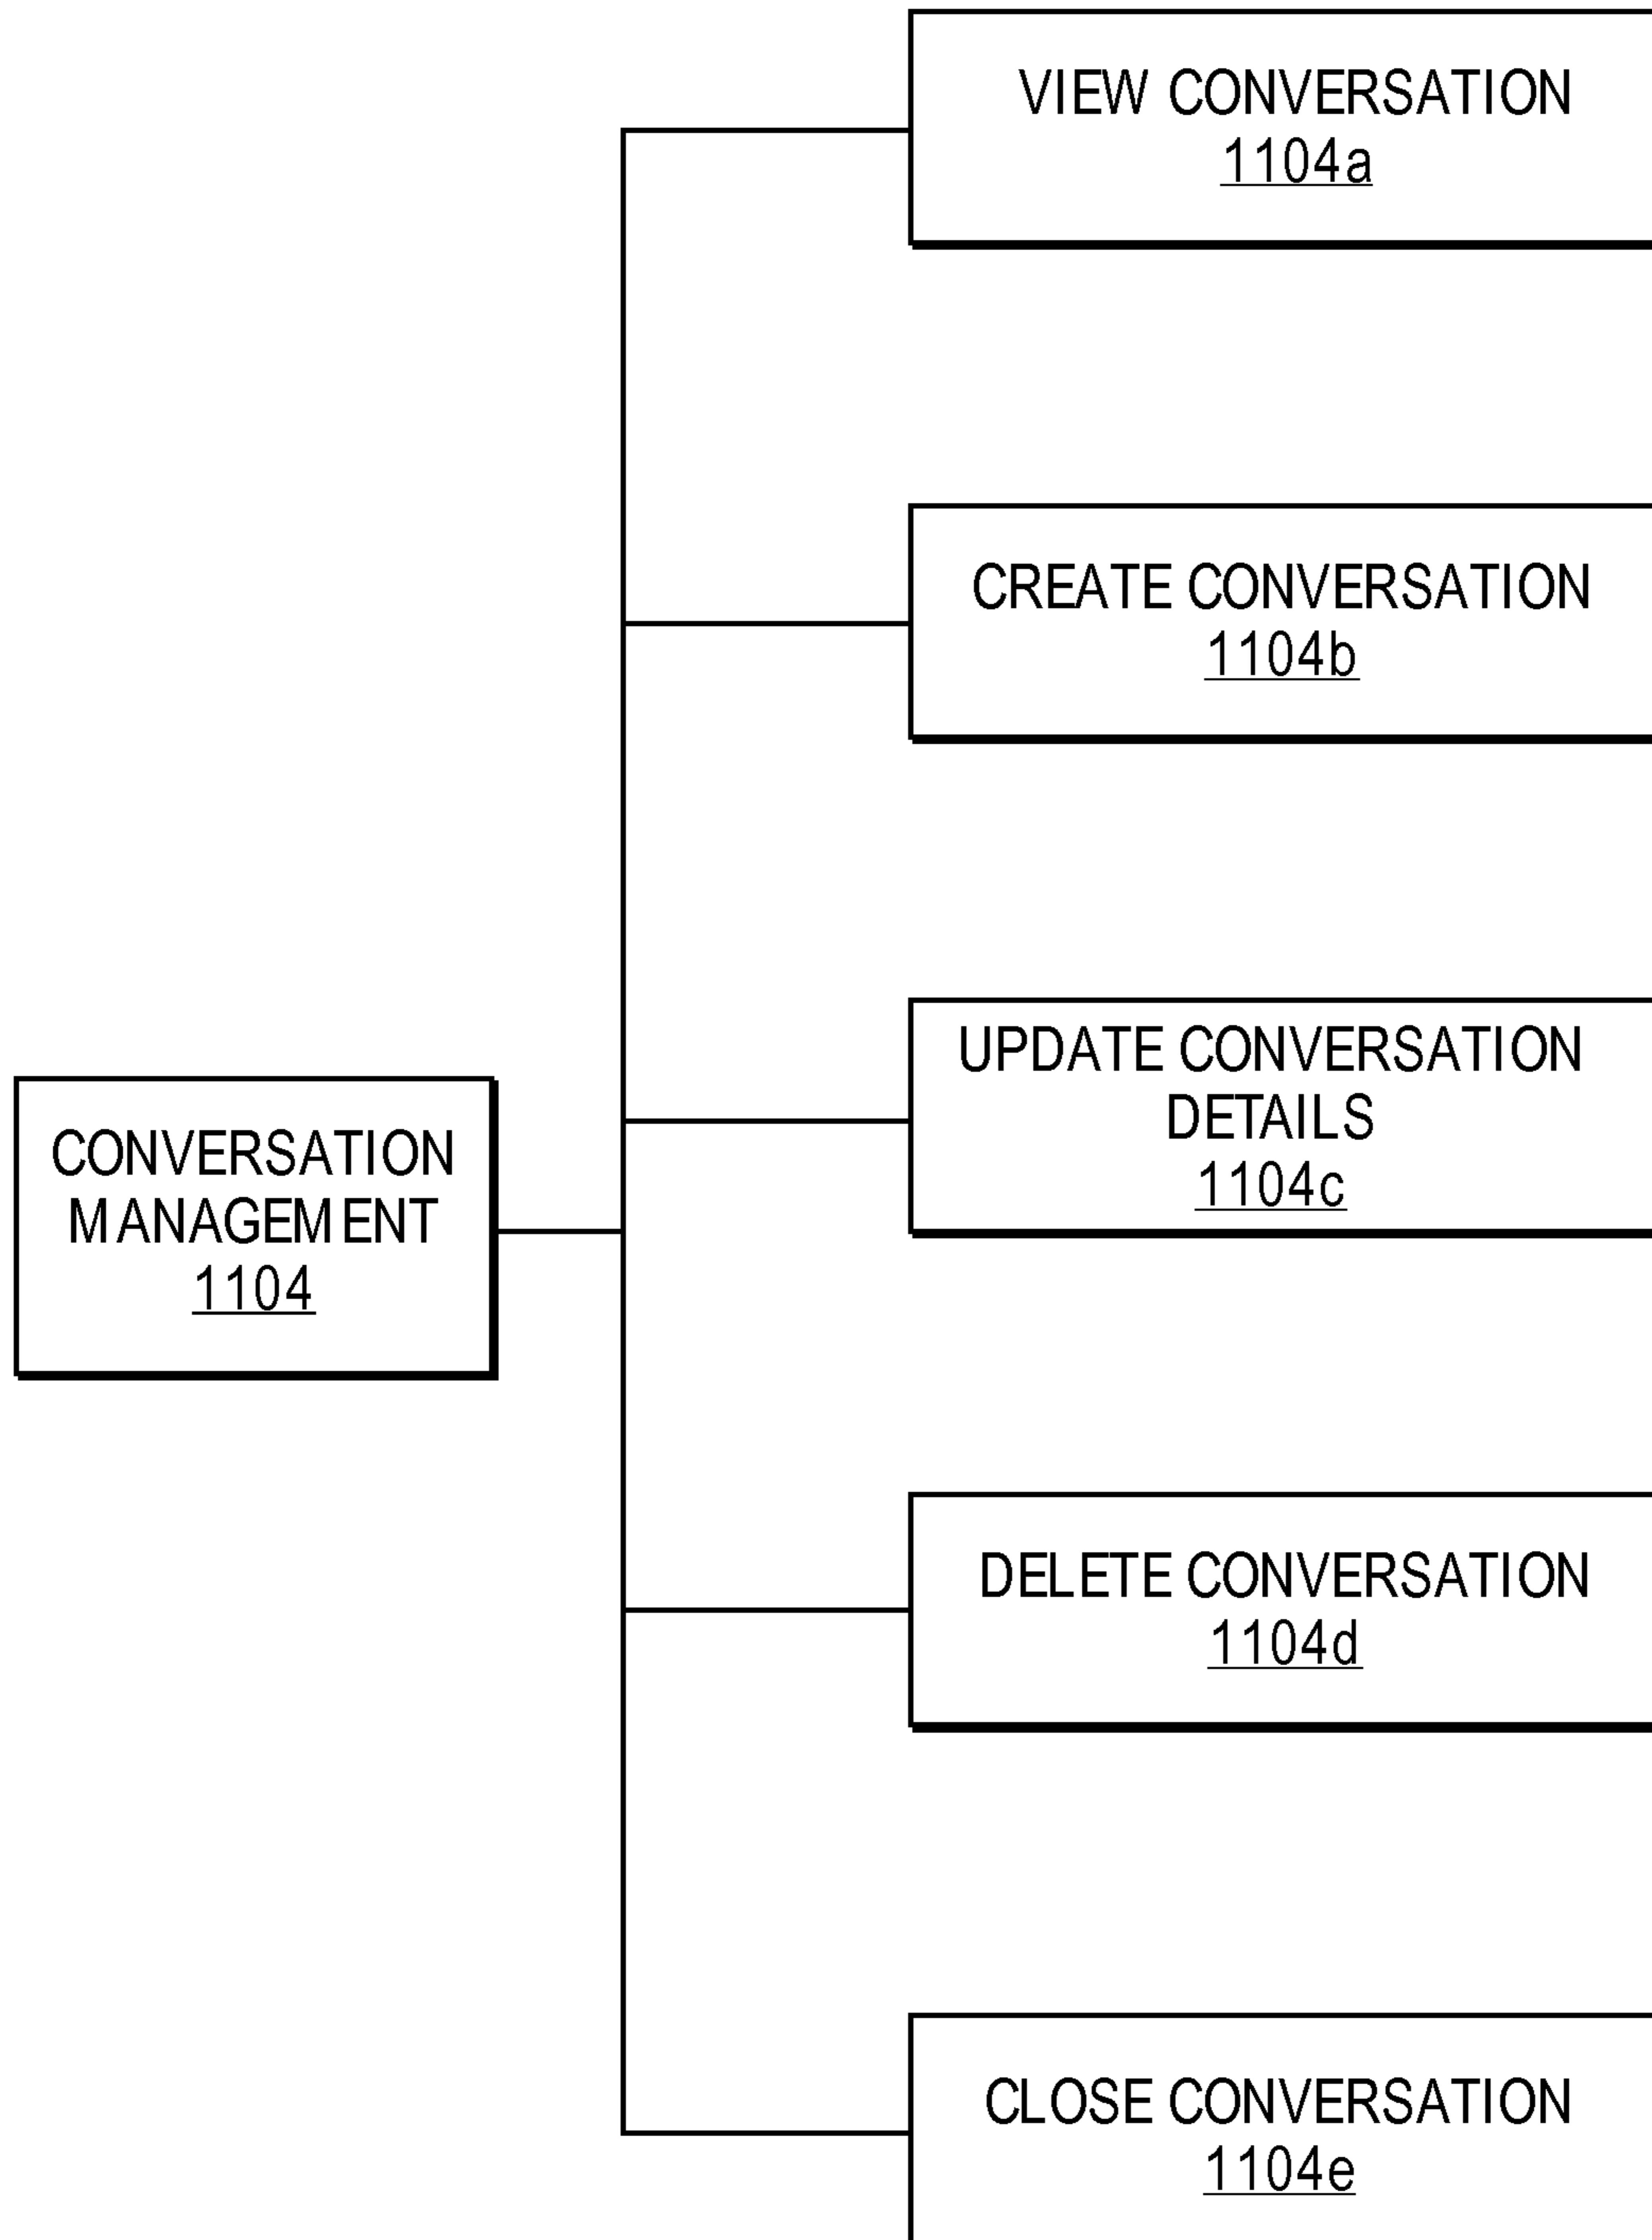 VIEW CONVERSATION
1104a
CREATE CONVERSATION
1104b
UPDATE CONVERSATION
DETAILS
1104c
CONVERSATION
MANAGEMENT
1104
DELETE CONVERSATION
1104d
CLOSE CONVERSATION
1104e